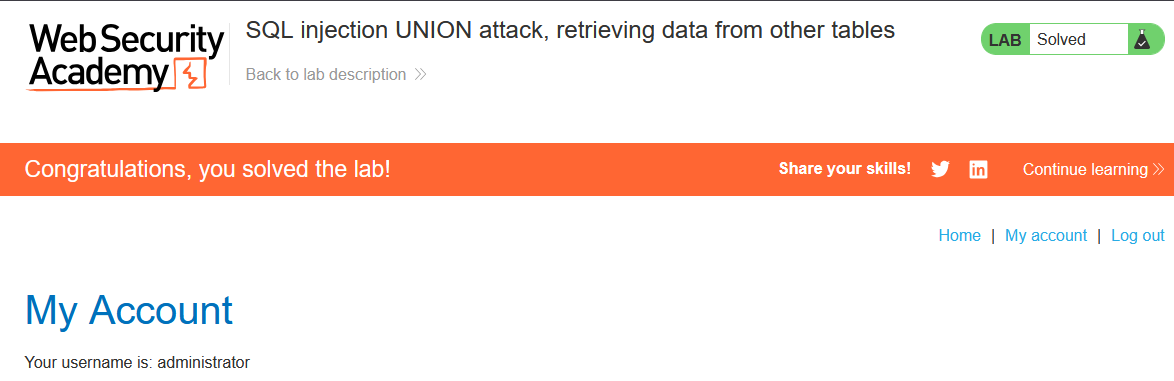 Web Security
Academy
SQL injection UNION attack, retrieving data from other tables
Back to lab description
LAB Solved
Congratulations, you solved the lab!
Share your skills!
in
Continue learning
Home | My account | Log out
My Account
Your username is: administrator